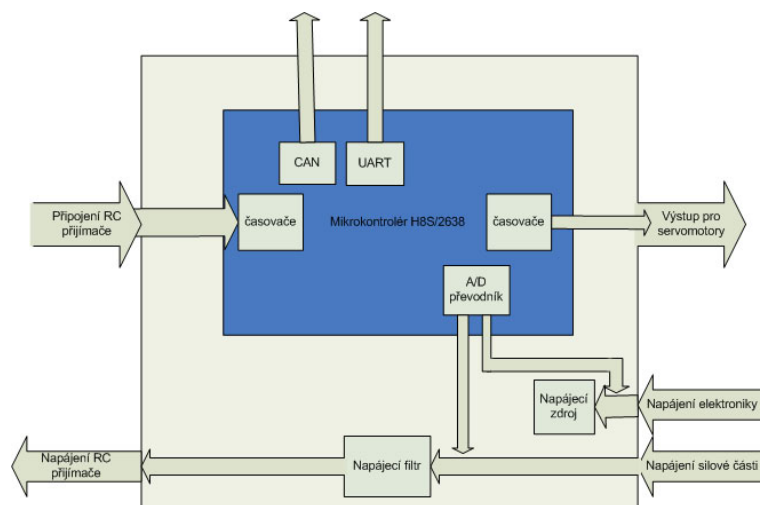 CAN
UART
Připojení RC
přijímače
časovače
Mikrokontrolér H8S/2638
časovače
Výstup pro
servomotory
A/D
převodník
Napájecí
zdroj
Napájení elektroniky
Napájení RC
přijímače
Napájecí filtr
Napájení silové části